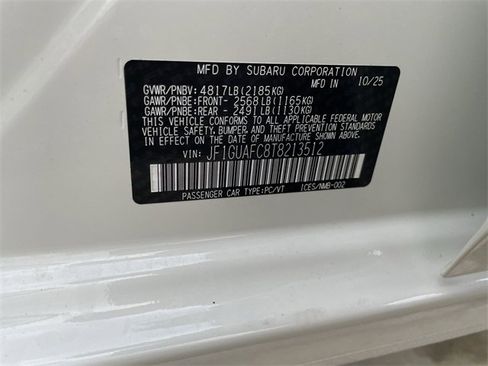 MFD BY SUBARU CORPORATION
MFD IN 10/25
GVWR/PNBV: 4817LB(2185KG)
GAWR/PNBE:FRONT- 2568LB(1165KG)
GAWR/PNBE:REAR - 2491LB(1130KG)
THIS VEHICLE CONFORMS TO ALL APPLICABLE FEDERAL MOTOR
VEHICLE SAFETY, BUMPER, AND THEFT PREVENTION STANDARDS
IN EFFECT ON THE DATE OF MANUFACTURE SHOWN ABOVE.
VIN: JF1GUAFC8T8213512
PASSENGER CAR TYPE:PC/VT ICES/NMB-002